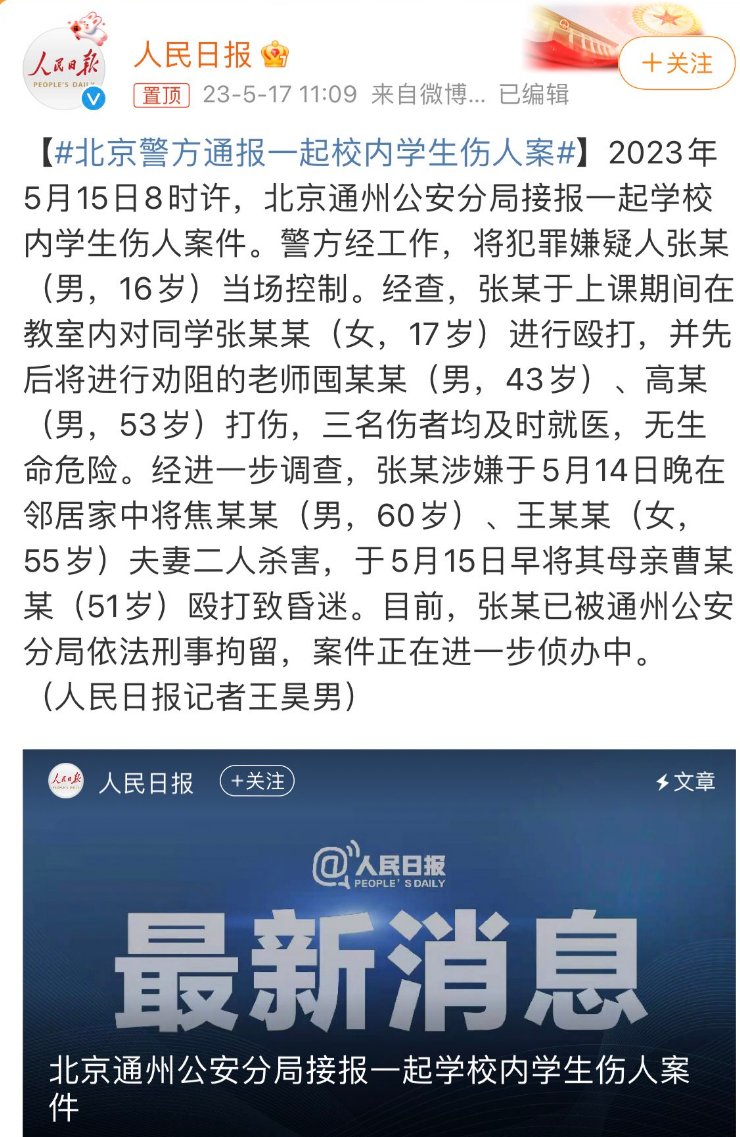 人民日报
PEOPLE'S DAILY
人民日报
+关注
置顶 23-5-17 11:09 来自微博... 已编辑
【#北京警方通报一起校内学生伤人案#】2023年
5月15日8时许，北京通州公安分局接报一起学校
内学生伤人案件。警方经工作，将犯罪嫌疑人张某
（男，16岁）当场控制。经查，张某于上课期间在
教室内对同学张某某（女，17岁）进行殴打，并先
后将进行劝阻的老师囤某某（男，43岁）、高某
（男，53岁）打伤，三名伤者均及时就医，无生
命危险。经进一步调查，张某涉嫌于5月14日晚在
邻居家中将焦某某（男，60岁）、王某某（女，
55岁）夫妻二人杀害，于5月15日早将其母亲曹某
某（51岁）殴打致昏迷。目前，张某已被通州公安
分局依法刑事拘留，案件正在进一步侦办中。
（人民日报记者王昊男）
人民日报
人民日报
+关注
文章
@人民日报
PEOPLE'S DAILY
最新消息
北京通州公安分局接报一起学校内学生伤人案
件